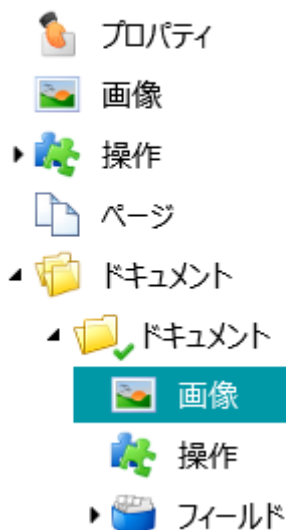 プロパティ
画像
操作
ページ
ドキュメント
ドキュメント
画像
操作
フィールド